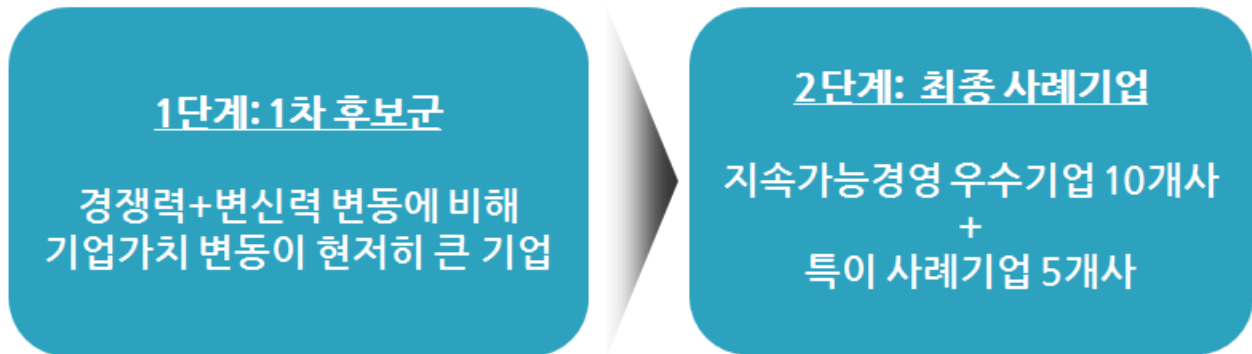 1단계: 1차 후보군
경쟁력+변신력 변동에 비해
기업가치 변동이 현저히 큰 기업
2단계: 최종 사례기업
지속가능경영 우수기업 10개사
+
특이 사례기업 5개사